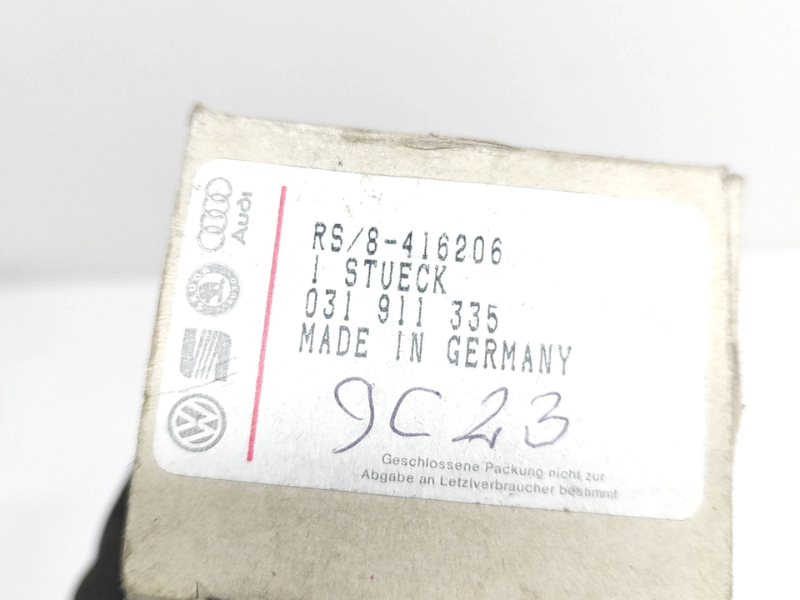 Audi
RS/8-416206
1 STUECK
031 911 335
MADE IN GERMANY
9C23
Geschlossene Packung nicht zur
Abgabe an Letztverbraucher bestimmt